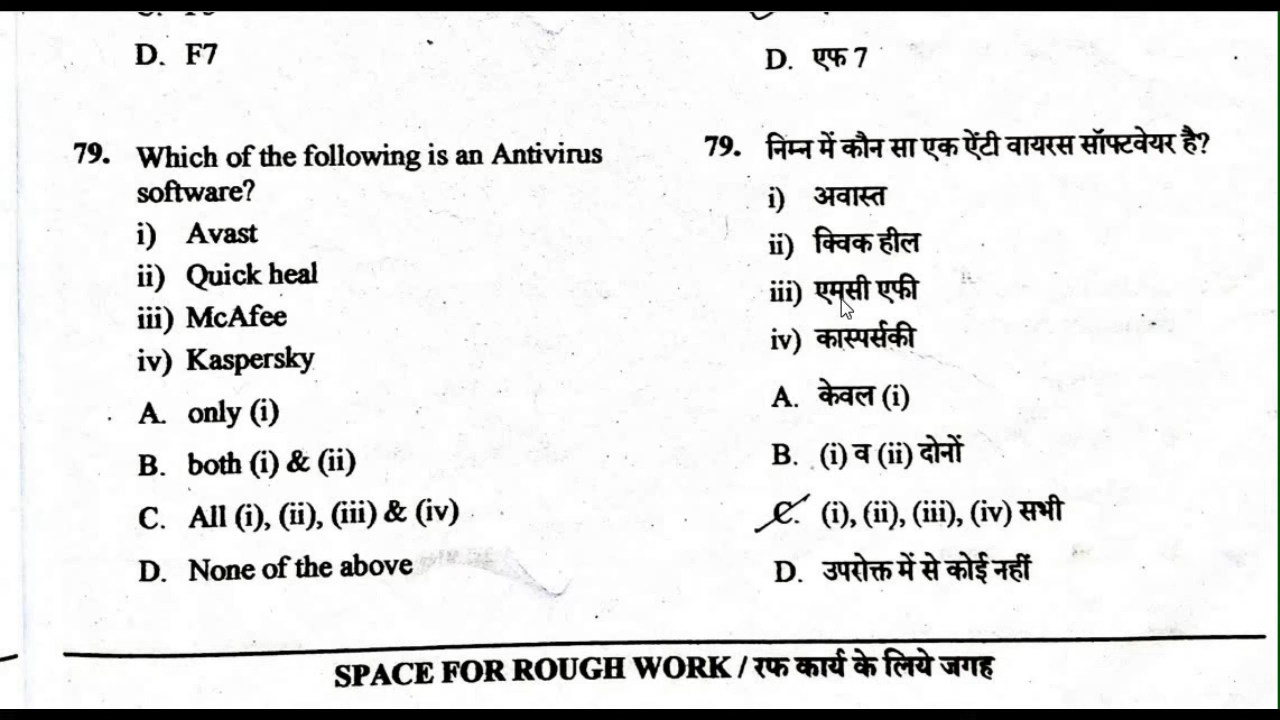 D. F7
79. Which of the following is an Antivirus
software?
i) Avast
ii) Quick heal
iii) McAfee
iv) Kaspersky
A. only (i)
B. both (i) & (ii)
C. All (i), (ii), (iii) & (iv)
D. None of the above
D. एफ 7
79. निम्न में कौन सा एक ऐंटी वायरस सॉफ्टवेयर है?
i) अवास्त
ii) क्विक हील
iii) एमसी एफी
iv) कास्पर्सकी
A. केवल (i)
B. (i) व (ii) दोनों
C. (i), (ii), (iii), (iv) सभी
D. उपरोक्त में से कोई नहीं
SPACE FOR ROUGH WORK / रफ कार्य के लिये जगह